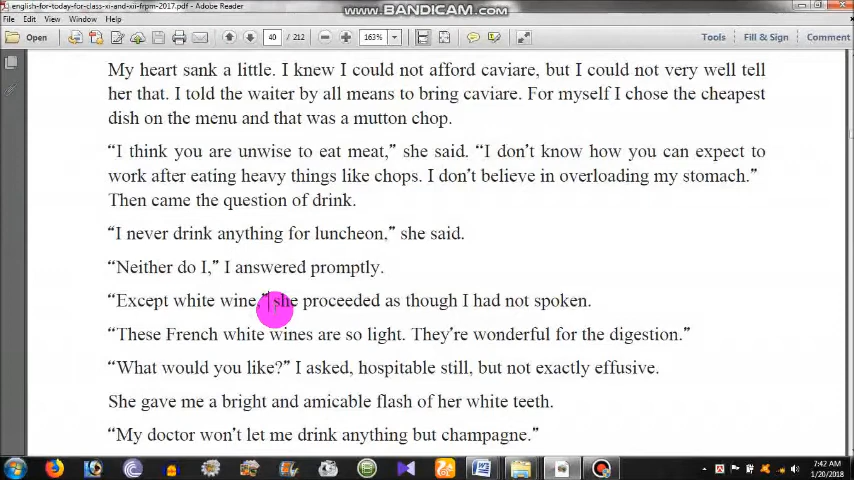 english-for-today-for-class-xi-and-xii-frpm-2017.pdf - Adobe Reader
www.BANDICAM.com
File Edit View Window Help
Open 40 / 212 163% Tools Fill & Sign Comment
My heart sank a little. I knew I could not afford caviare, but I could not very well tell
her that. I told the waiter by all means to bring caviare. For myself I chose the cheapest
dish on the menu and that was a mutton chop.
“I think you are unwise to eat meat,” she said. “I don’t know how you can expect to
work after eating heavy things like chops. I don’t believe in overloading my stomach.”
Then came the question of drink.
“I never drink anything for luncheon,” she said.
“Neither do I,” I answered promptly.
“Except white wine,” she proceeded as though I had not spoken.
“These French white wines are so light. They’re wonderful for the digestion.”
“What would you like?” I asked, hospitable still, but not exactly effusive.
She gave me a bright and amicable flash of her white teeth.
“My doctor won’t let me drink anything but champagne.”
7:42 AM
1/20/2018